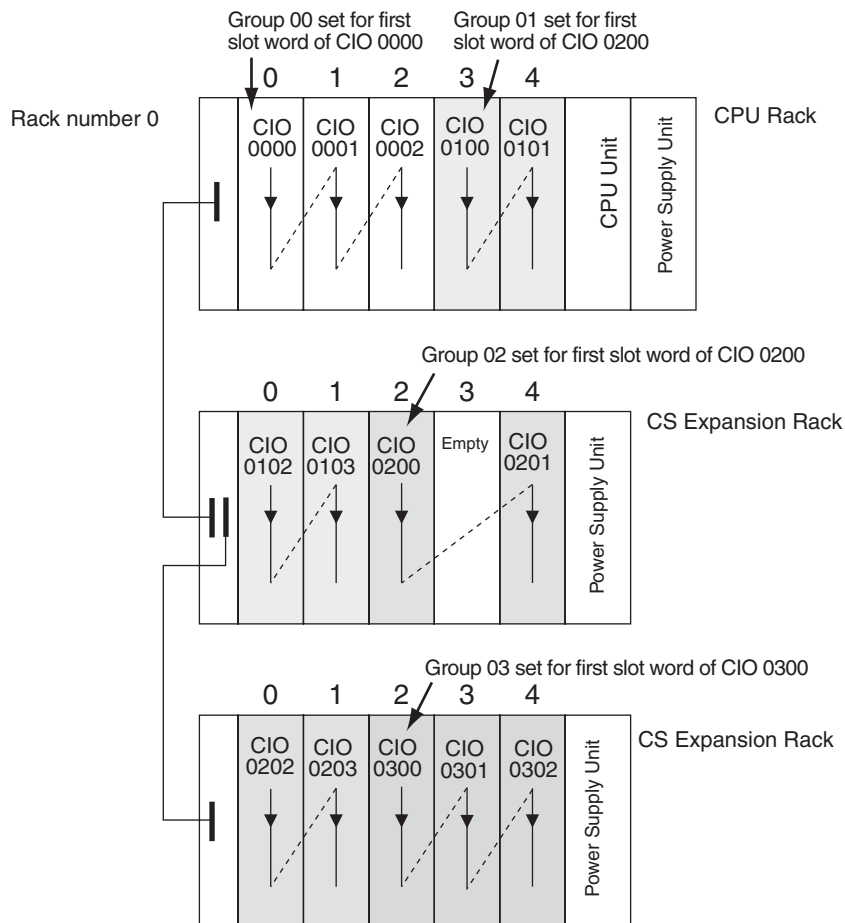 Group 00 set for first
slot word of CIO 0000
Group 01 set for first
slot word of CIO 0200
0 1 2 3 4
Rack number 0
CIO 0000
CIO 0001
CIO 0002
CIO 0100
CIO 0101
CPU Unit
Power Supply Unit
CPU Rack
Group 02 set for first slot word of CIO 0200
0 1 2 3 4
CIO 0102
CIO 0103
CIO 0200
Empty
CIO 0201
Power Supply Unit
CS Expansion Rack
Group 03 set for first slot word of CIO 0300
0 1 2 3 4
CIO 0202
CIO 0203
CIO 0300
CIO 0301
CIO 0302
Power Supply Unit
CS Expansion Rack